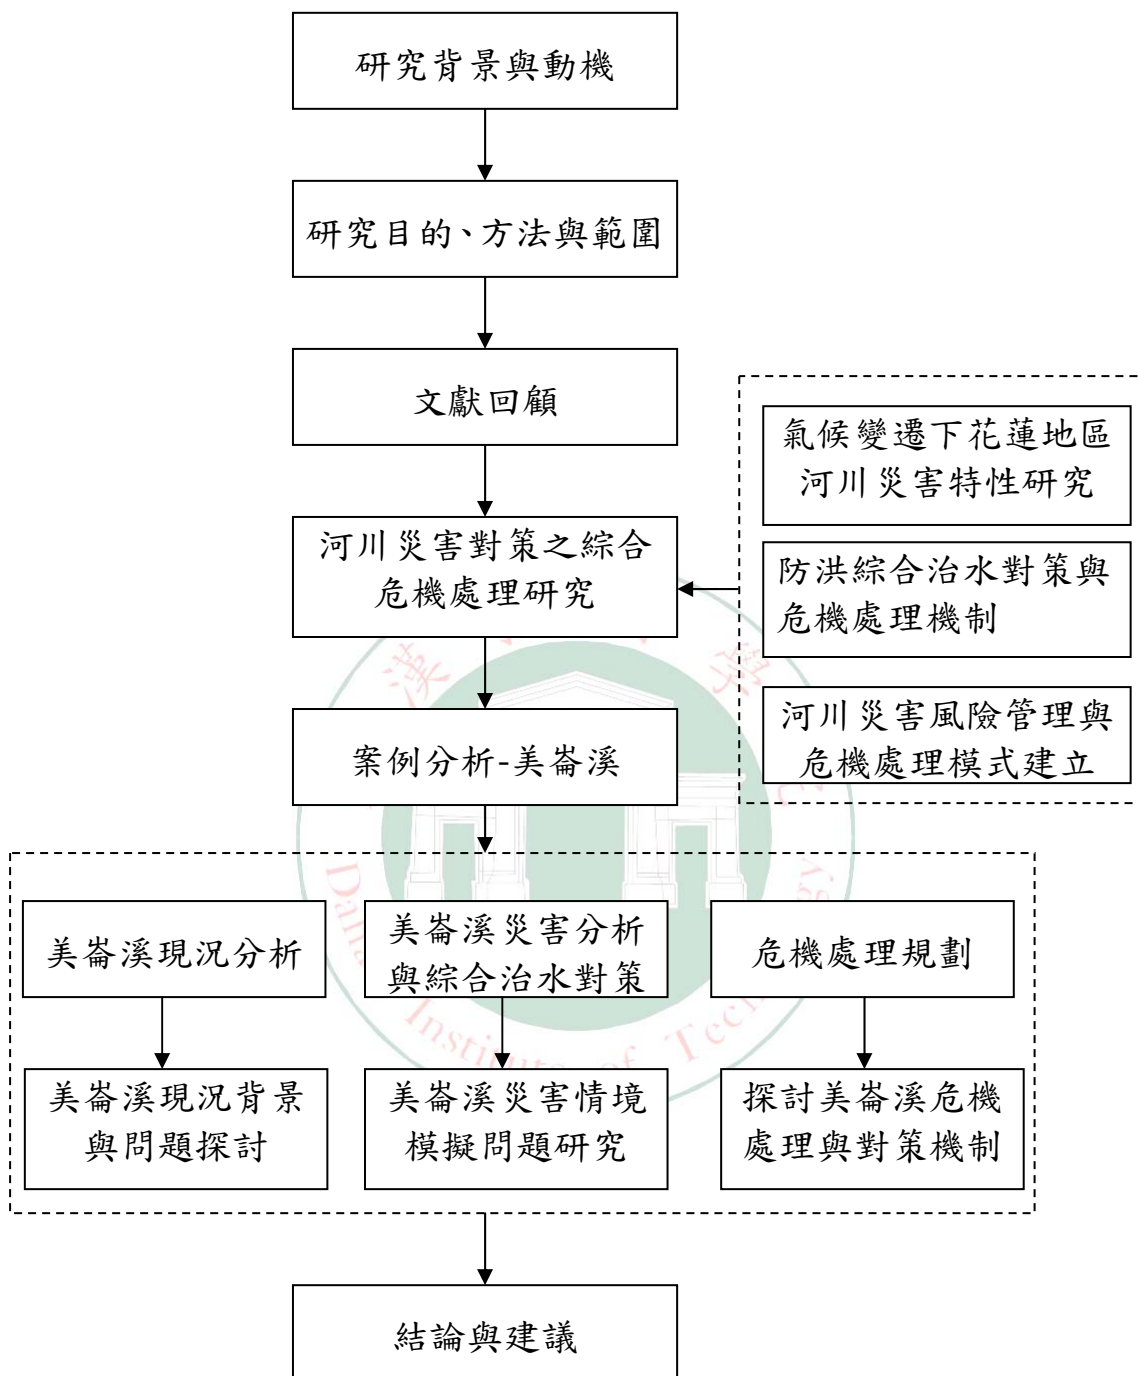 研究背景與動機
研究目的、方法與範圍
文獻回顧
氣候變遷下花蓮地區
河川災害特性研究
河川災害對策之綜合
危機處理研究
防洪綜合治水對策與
危機處理機制
河川災害風險管理與
危機處理模式建立
案例分析-美崙溪
美崙溪現況分析
美崙溪災害分析
與綜合治水對策
危機處理規劃
美崙溪現況背景
與問題探討
美崙溪災害情境
模擬問題研究
探討美崙溪危機
處理與對策機制
結論與建議
漢
學
Institute of